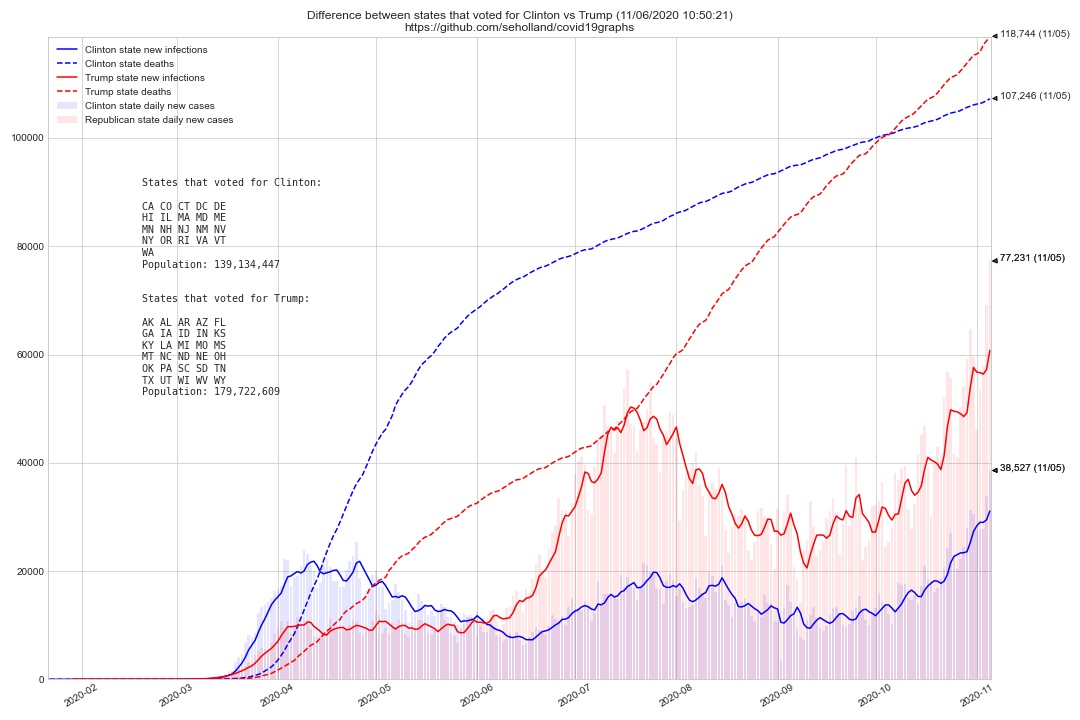 Difference between states that voted for Clinton vs Trump (11/06/2020 10:50:21)
https://github.com/seholland/covid19graphs
Clinton state new infections
Clinton state deaths
Trump state new infections
Trump state deaths
Clinton state daily new cases
Republican state daily new cases
118,744 (11/05)
107,246 (11/05)
77,231 (11/05)
38,527 (11/05)
100000
80000
60000
40000
20000
0
States that voted for Clinton:
CA CO CT DC DE
HI IL MA MD ME
MN NH NJ NM NV
NY OR RI VA VT
WA
Population: 139,134,447
States that voted for Trump:
AK AL AR AZ FL
GA IA ID IN KS
KY LA MI MO MS
MT NC ND NE OH
OK PA SC SD TN
TX UT WI WV WY
Population: 179,722,609
2020-02
2020-03
2020-04
2020-05
2020-06
2020-07
2020-08
2020-09
2020-10
2020-11